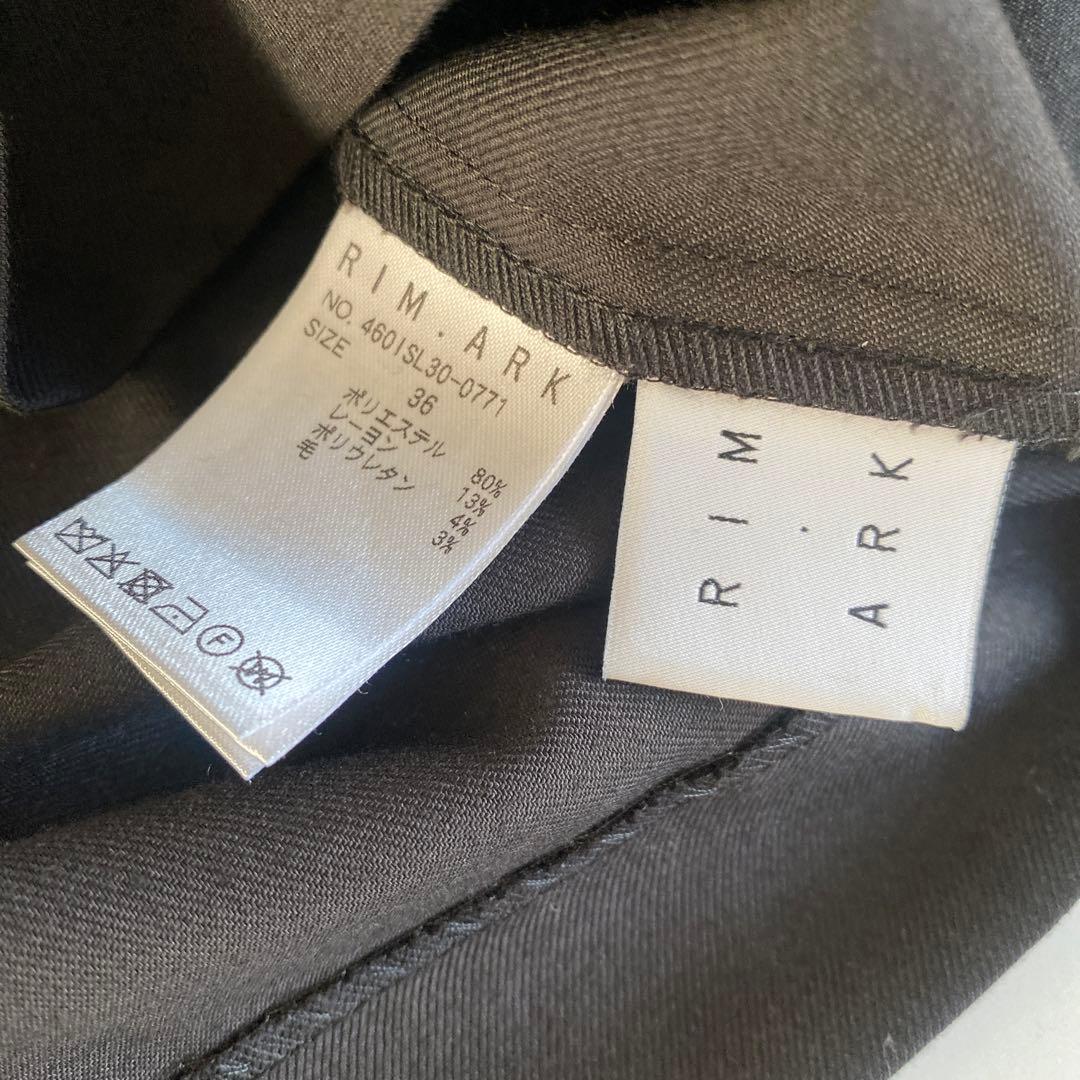 RIM.ARK
NO. 460ISL30-0771
SIZE 36
ポリエステル 80%
レーヨン 13%
ポリウレタン 4%
毛 3%
F
W
RIM
.
ARK